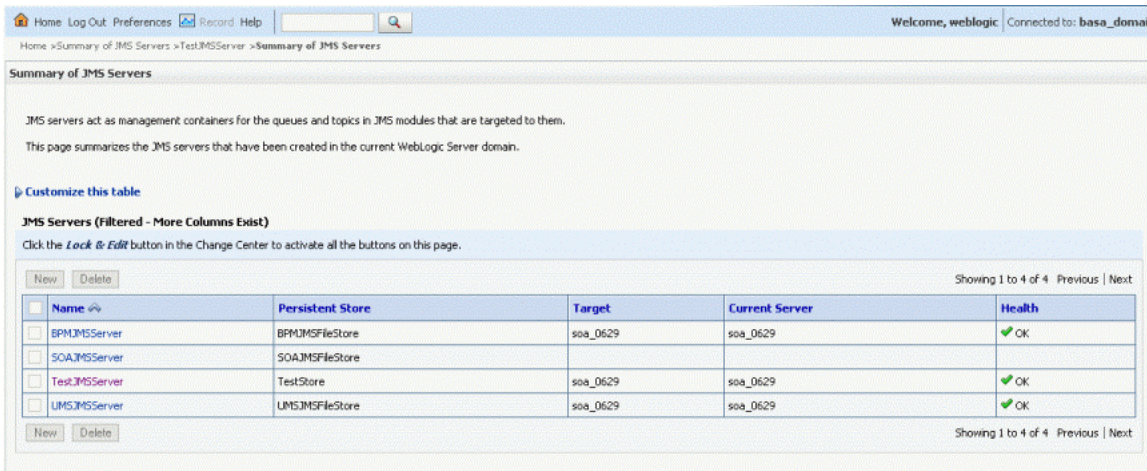 Home Log Out Preferences Record Help
Welcome, weblogic Connected to: basa_domai
Home >Summary of JMS Servers >TestJMSServer >Summary of JMS Servers
Summary of JMS Servers
JMS servers act as management containers for the queues and topics in JMS modules that are targeted to them.
This page summarizes the JMS servers that have been created in the current WebLogic Server domain.
Customize this table
JMS Servers (Filtered - More Columns Exist)
Click the Lock & Edit button in the Change Center to activate all the buttons on this page.
New Delete Showing 1 to 4 of 4 Previous | Next
Name Persistent Store Target Current Server Health
BPMJMSServer BPMJMSFileStore soa_0629 soa_0629 OK
SOAJMSServer SOAJMSFileStore
TestJMSServer TestStore soa_0629 soa_0629 OK
UMSJMSServer UMSJMSFileStore soa_0629 soa_0629 OK
New Delete Showing 1 to 4 of 4 Previous | Next